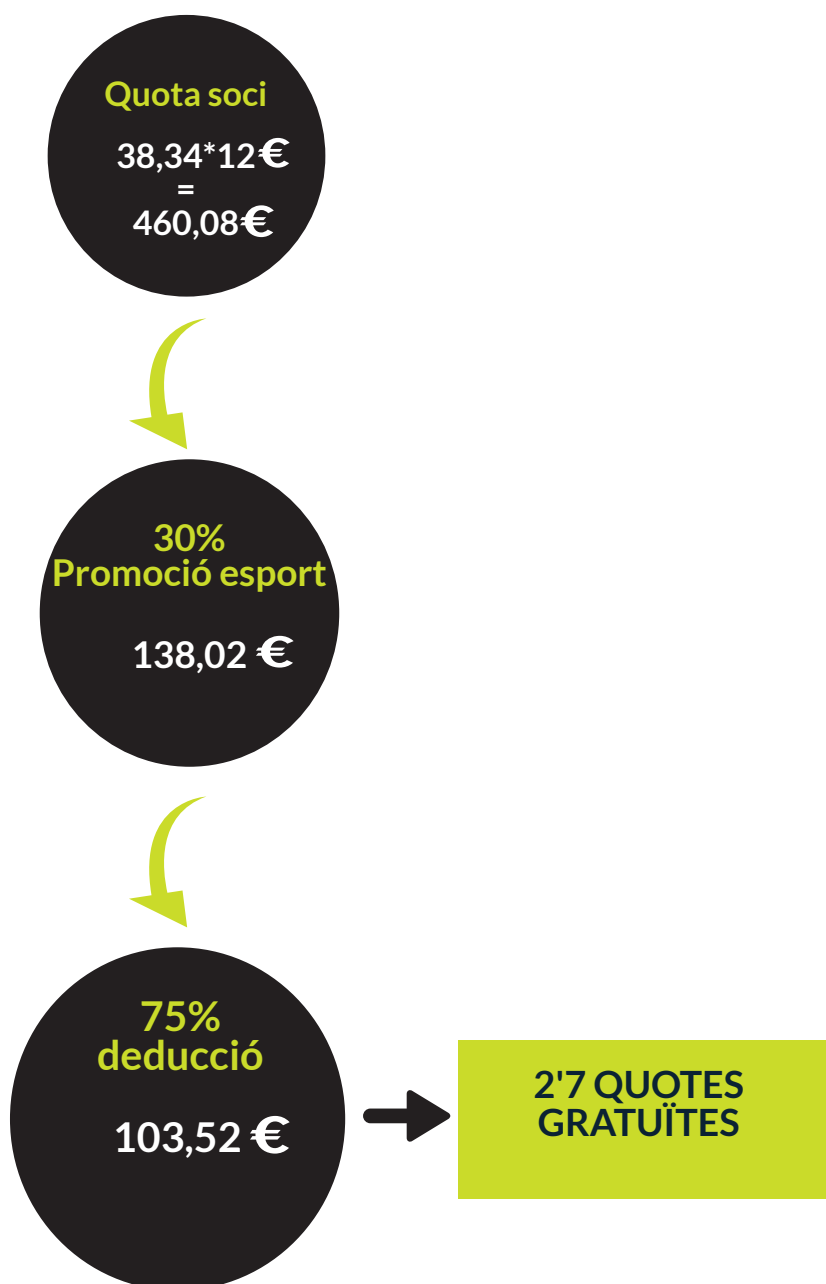 Quota soci
38,34*12€
=
460,08€
30%
Promoció esport
138,02 €
75%
deducció
103,52 €
2'7 QUOTES
GRATUÏTES